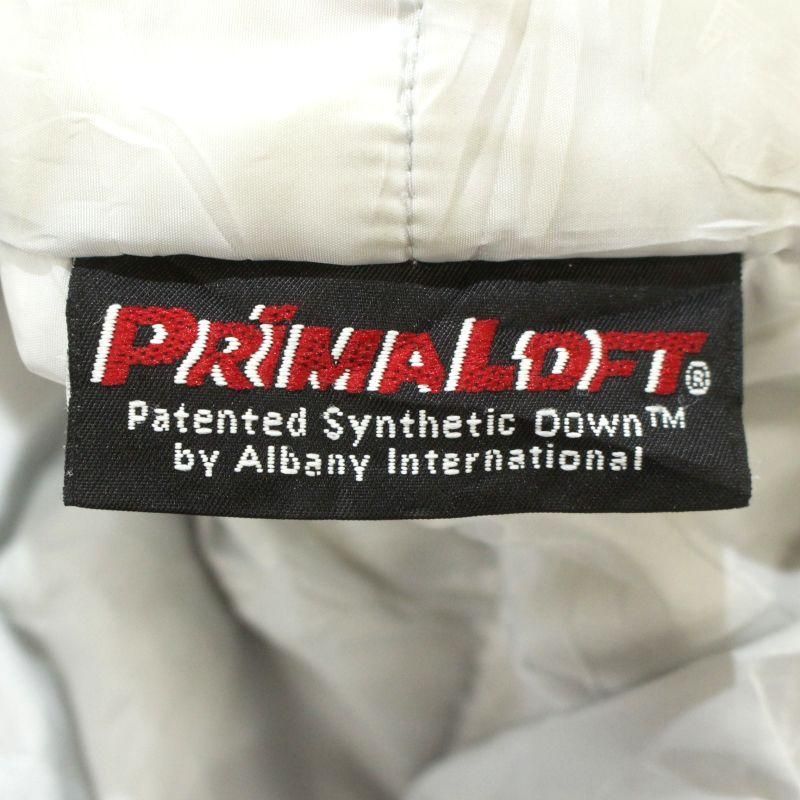 PRIMALOFT®
Patented Synthetic Down™
by Albany International